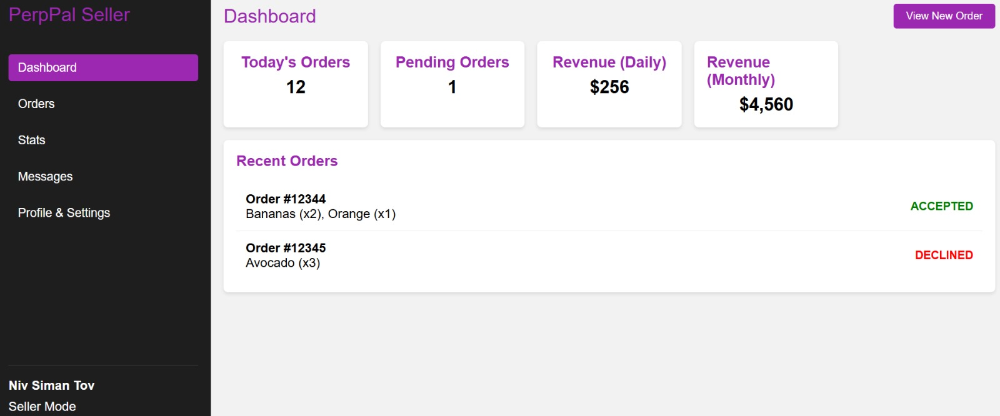 PerpPal Seller
Dashboard
Orders
Stats
Messages
Profile & Settings
Niv Siman Tov
Seller Mode
Dashboard
View New Order
Today's Orders
12
Pending Orders
1
Revenue (Daily)
$256
Revenue
(Monthly)
$4,560
Recent Orders
Order #12344
Bananas (x2), Orange (x1)
ACCEPTED
Order #12345
Avocado (x3)
DECLINED